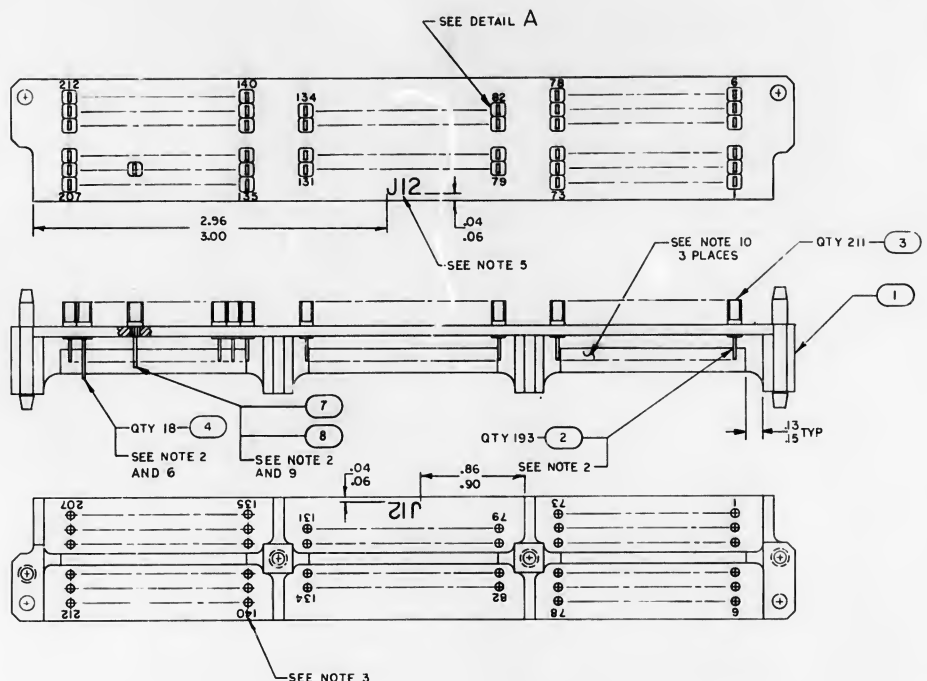 SEE DETAIL A
212 140 134 82 78 6
207 135 131 79 73
J12
2.96
3.00
.04
.06
SEE NOTE 5
SEE NOTE 10
3 PLACES
QTY 211 3
1
QTY 18 4
SEE NOTE 2
AND 6
7
8
SEE NOTE 2
AND 9
QTY 193 2
SEE NOTE 2
.13
.15 TYP
.04
.06
.86
.90
J12
207 135 131 79 73 1
212 140 134 82 78 6
SEE NOTE 3